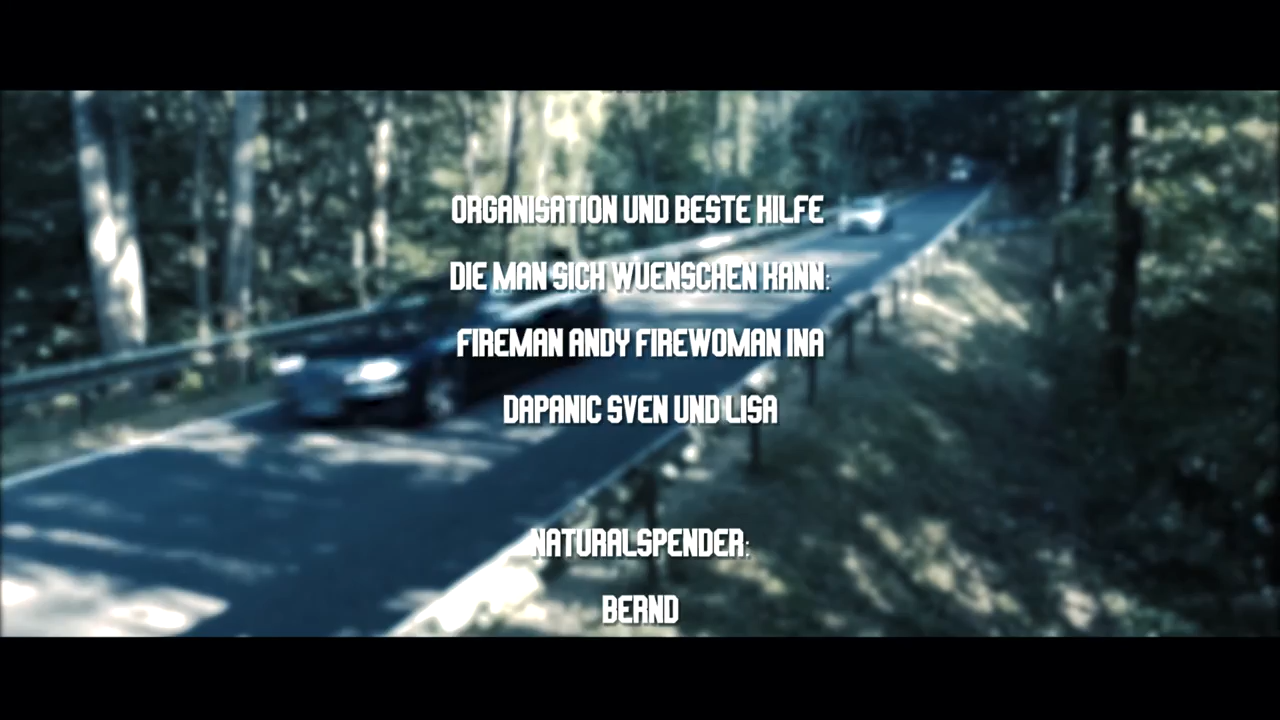 ORGANISATION UND BESTE HILFE
DIE MAN SICH WUENSCHEN KANN:
FIREMAN ANDY FIREWOMAN INA
DAPANIC SVEN UND LISA
NATURALSPENDER:
BERND